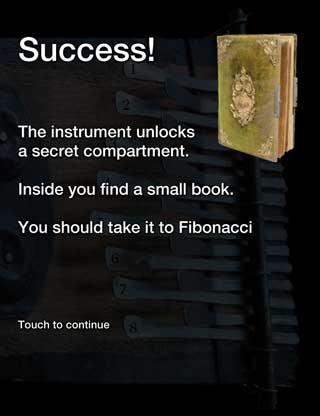 Success!
The instrument unlocks
a secret compartment.
Inside you find a small book.
You should take it to Fibonacci
Touch to continue
1
2
6
7
8